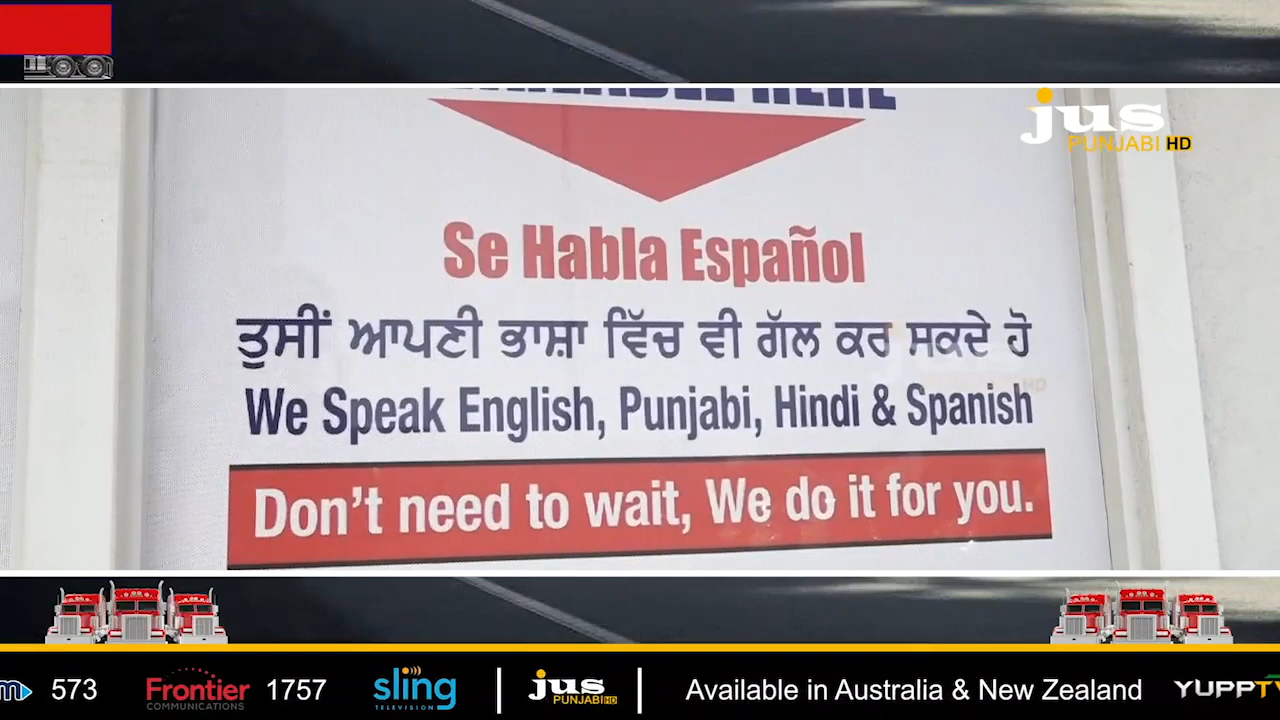 HERE
jus
PUNJABI HD
Se Habla Español
ਤੁਸੀਂ ਆਪਣੀ ਭਾਸ਼ਾ ਵਿੱਚ ਵੀ ਗੱਲ ਕਰ ਸਕਦੇ ਹੋ
We Speak English, Punjabi, Hindi & Spanish
Don't need to wait, We do it for you.
573
Frontier
COMMUNICATIONS
1757
sling
TELEVISION
jus
PUNJABI HD
Available in Australia & New Zealand
YUPPTV